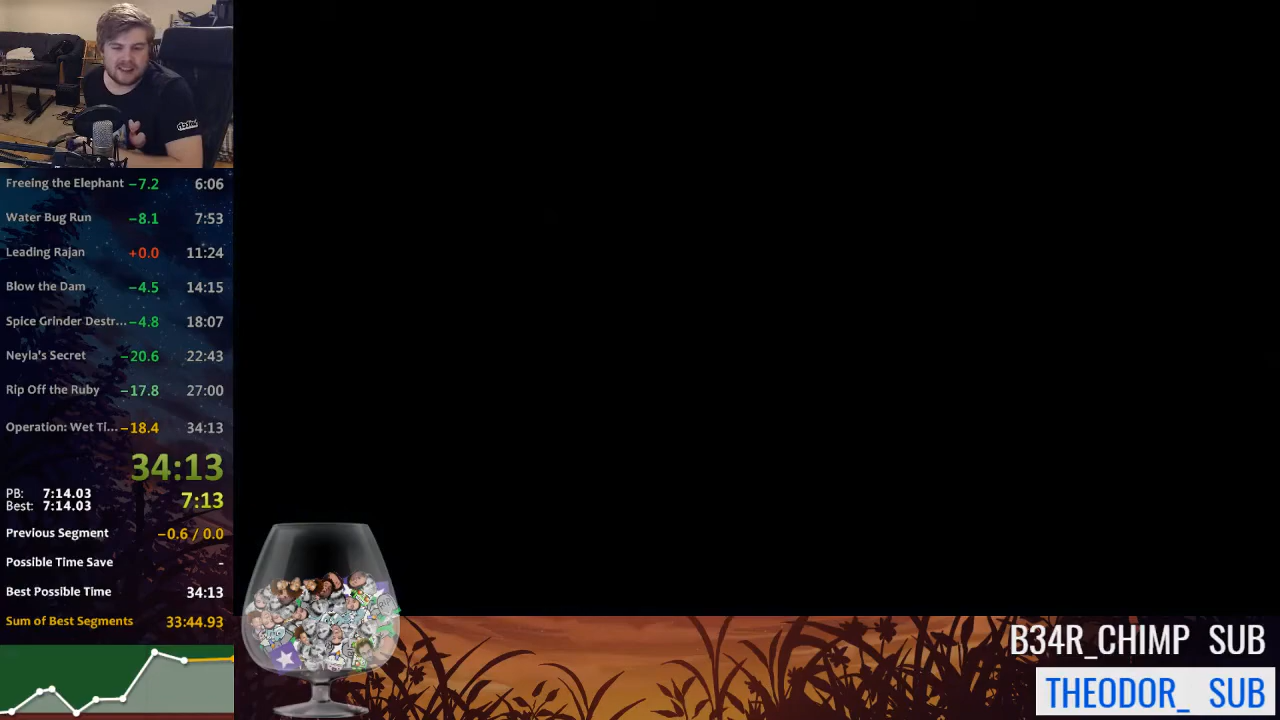 Freeing the Elephant −7.2 6:06
Water Bug Run −8.1 7:53
Leading Rajan +0.0 11:24
Blow the Dam −4.5 14:15
Spice Grinder Destr... −4.8 18:07
Neyla's Secret −20.6 22:43
Rip Off the Ruby −17.8 27:00
Operation: Wet Ti... −18.4 34:13
34:13
PB: 7:14.03
Best: 7:14.03
7:13
Previous Segment −0.6 / 0.0
Possible Time Save -
Best Possible Time 34:13
Sum of Best Segments 33:44.93
B34R_CHIMP SUB
THEODOR_ SUB